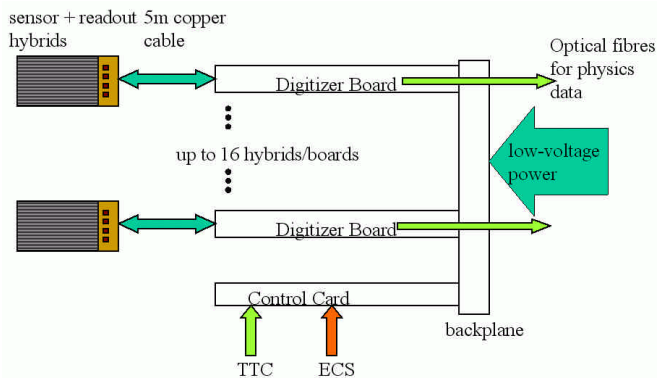 sensor + readout
hybrids
5m copper
cable
Digitizer Board
Optical fibres
for physics
data
up to 16 hybrids/boards
low-voltage
power
Digitizer Board
Control Card
backplane
TTC
ECS